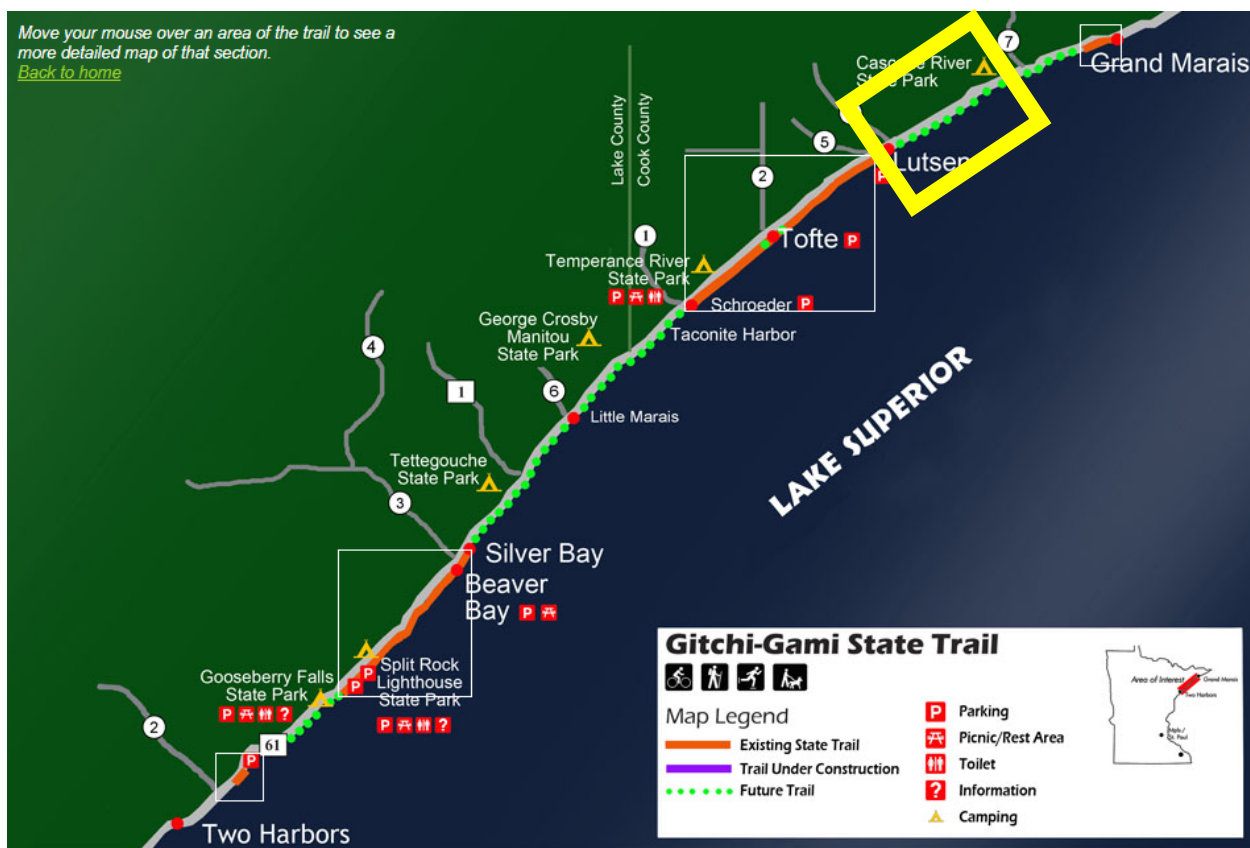 Move your mouse over an area of the trail to see a
more detailed map of that section.
Back to home
7
Grand Marais
Cascade River
State Park
Lake County
Cook County
5
Lutsen
2
Tofte P
1
Temperance River
State Park
P
Schroeder P
Taconite Harbor
George Crosby
Manitou
State Park
4
1
6
Little Marais
LAKE SUPERIOR
Tettegouche
State Park
3
Silver Bay
Beaver
Bay P
Gooseberry Falls
State Park
P ?
Split Rock
Lighthouse
State Park
P ?
P
P
2
61
P
P
Two Harbors
Gitchi-Gami State Trail
Map Legend
Existing State Trail
Trail Under Construction
Future Trail
P Parking
Picnic/Rest Area
Toilet
? Information
Camping
Area of Interest
Grand Marais
Two Harbors
Mpls./
St. Paul